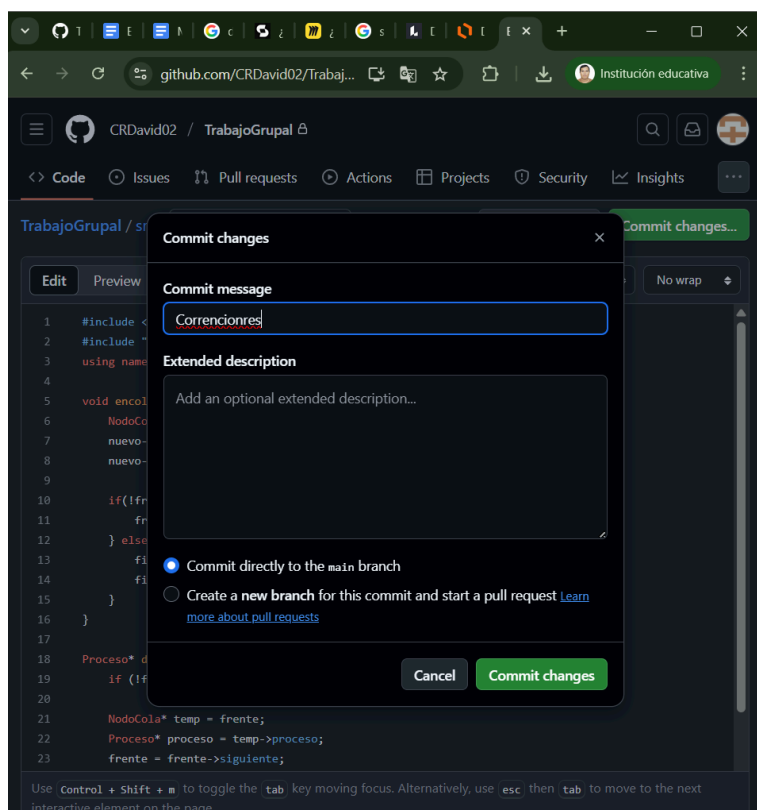 github.com/CRDavid02/Trabaj...
Institución educativa
CRDavid02 / TrabajoGrupal
Code Issues Pull requests Actions Projects Security Insights
TrabajoGrupal / sr
Commit changes...
Edit Preview
No wrap
Commit changes
Commit message
Correncionres
Extended description
Add an optional extended description...
Commit directly to the main branch
Create a new branch for this commit and start a pull request Learn
more about pull requests
Cancel Commit changes
1 #include <
2 #include "
3 using name
4
5 void encol
6 NodoCo
7 nuevo-
8 nuevo-
9
10 if(!fr
11 fr
12 } else
13 fi
14 fi
15 }
16 }
17
18 Proceso* d
19 if (!f
20
21 NodoCola* temp = frente;
22 Proceso* proceso = temp->proceso;
23 frente = frente->siguiente;
Use Control + Shift + m to toggle the tab key moving focus. Alternatively, use esc then tab to move to the next
interactive element on the page.